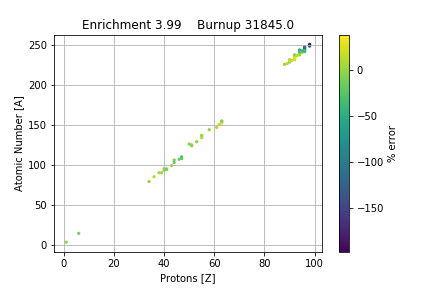 Enrichment 3.99    Burnup 31845.0
250
200
150
100
50
0
Atomic Number [A]
0 20 40 60 80 100
Protons [Z]
0
−50
−100
−150
% error